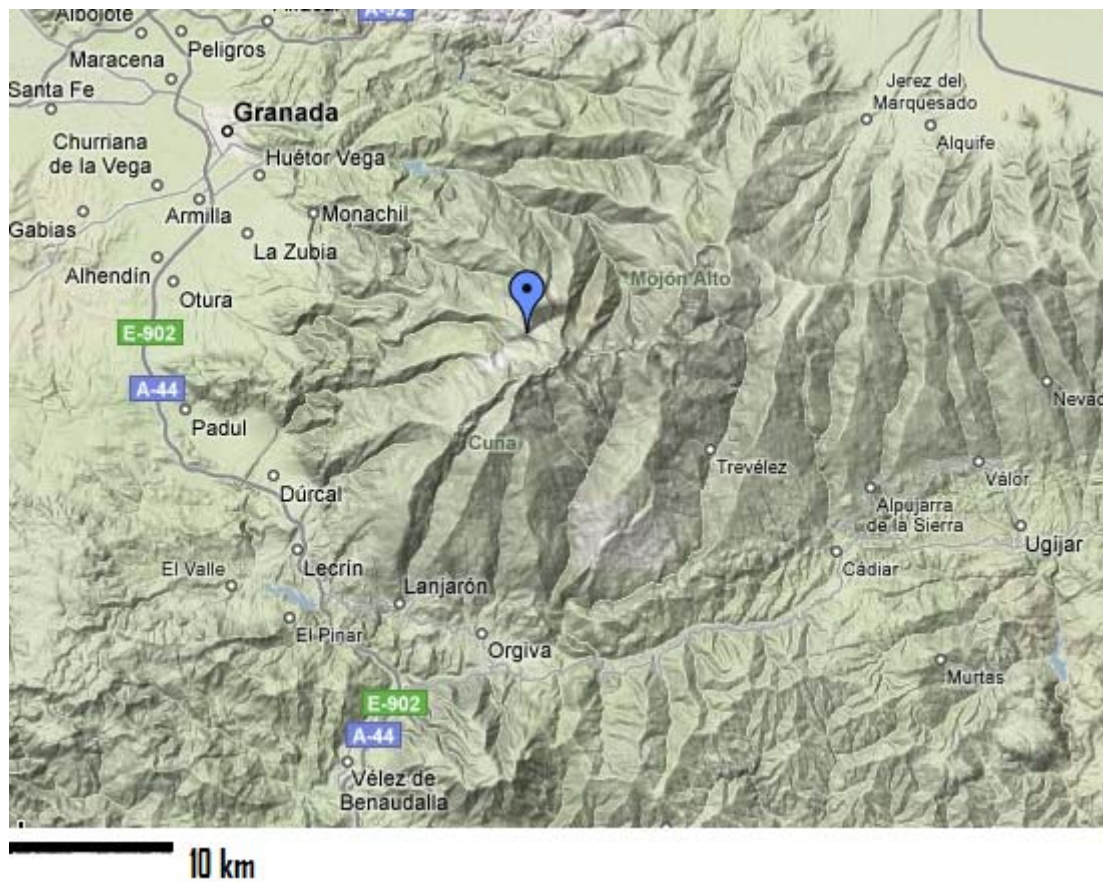 Albolote
A-92
Peligros
Maracena
Santa Fe
Granada
Jerez del
Marquesado
Alquife
Churriana
de la Vega
Huétor Vega
Gabias
Armilla
Monachil
La Zubia
Alhendín
Otura
Mojón Alto
E-902
A-44
Padul
Nevad
Cuna
Trevélez
Válor
Dúrcal
Alpujarra
de la Sierra
Ugíjar
Lecrín
El Valle
Cádiar
Lanjarón
El Pinar
Orgiva
Murtas
E-902
A-44
Vélez de
Benaudalla
10 km